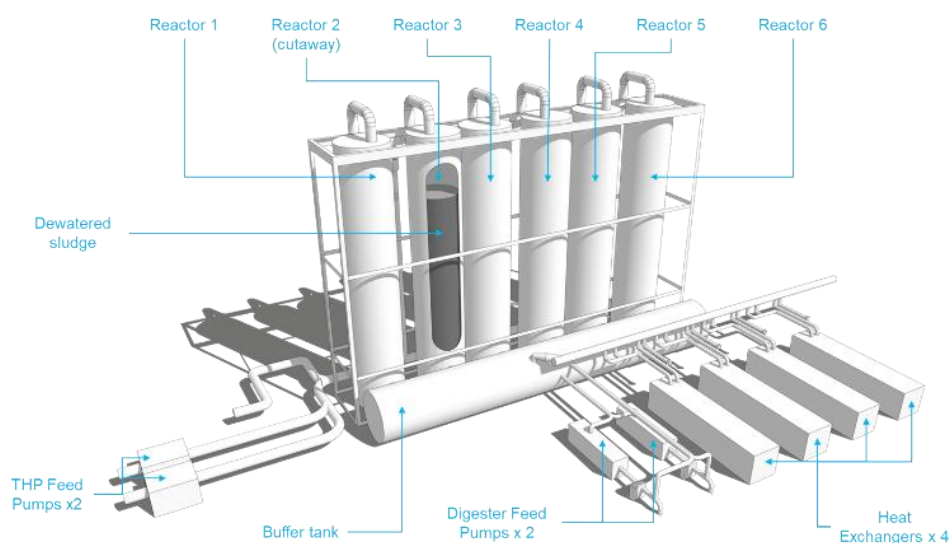 Reactor 1
Reactor 2
(cutaway)
Reactor 3
Reactor 4
Reactor 5
Reactor 6
Dewatered
sludge
THP Feed
Pumps x2
Buffer tank
Digester Feed
Pumps x 2
Heat
Exchangers x 4